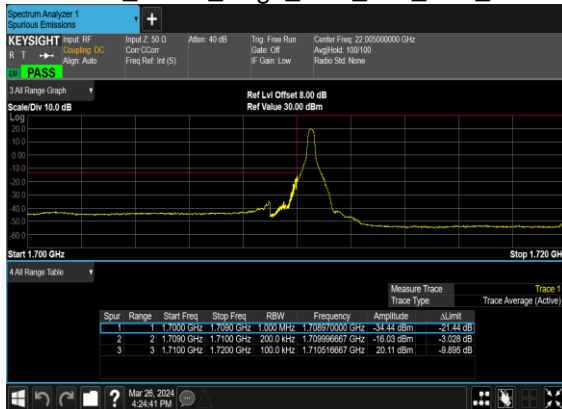 Spectrum Analyzer 1
Spurious Emissions
+
KEYSIGHT
R T
PASS
Input: RF
Coupling: DC
Align: Auto
Input Z: 50 Ω
Corr CCorr
Freq Ref: Int (S)
Atten: 40 dB
Trig: Free Run
Gate: Off
IF Gain: Low
Center Freq: 22.005000000 GHz
Avg|Hold: 100/100
Radio Std: None
3 All Range Graph
Scale/Div 10.0 dB
Ref Lvl Offset 8.00 dB
Ref Value 30.00 dBm
Log
20.0
10.0
0.00
-10.0
-20.0
-30.0
-40.0
-50.0
-60.0
Start 1.700 GHz
Stop 1.720 GH
4 All Range Table
Measure Trace Trace 1
Trace Type Trace Average (Active)
Spur Range Start Freq Stop Freq RBW Frequency Amplitude ΔLimit
1 1 1.7000 GHz 1.7090 GHz 1.000 MHz 1.708970000 GHz -34.44 dBm -21.44 dB
2 2 1.7090 GHz 1.7100 GHz 200.0 kHz 1.709996667 GHz -16.03 dBm -3.028 dB
3 3 1.7100 GHz 1.7200 GHz 100.0 kHz 1.710516667 GHz 20.11 dBm -9.895 dB
?
Mar 26, 2024
4:24:41 PM